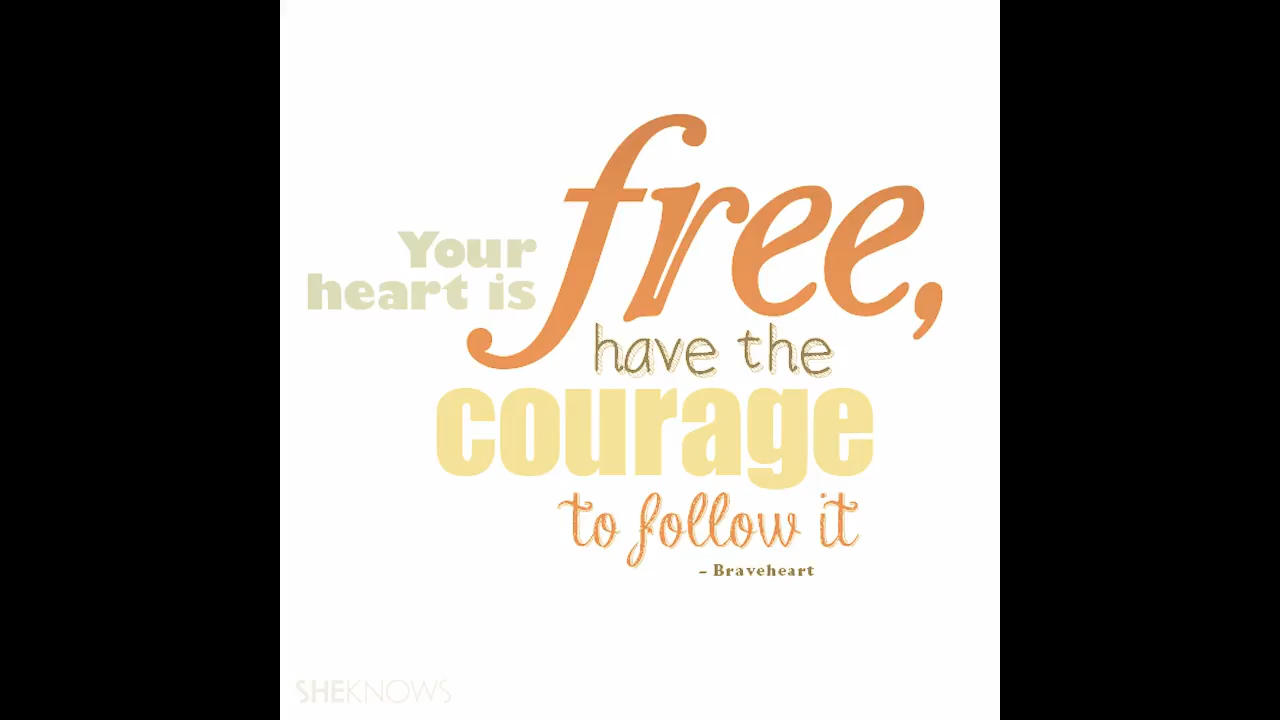 Your
heart is
free,
have the
courage
to follow it
- Braveheart
SHEKNOWS